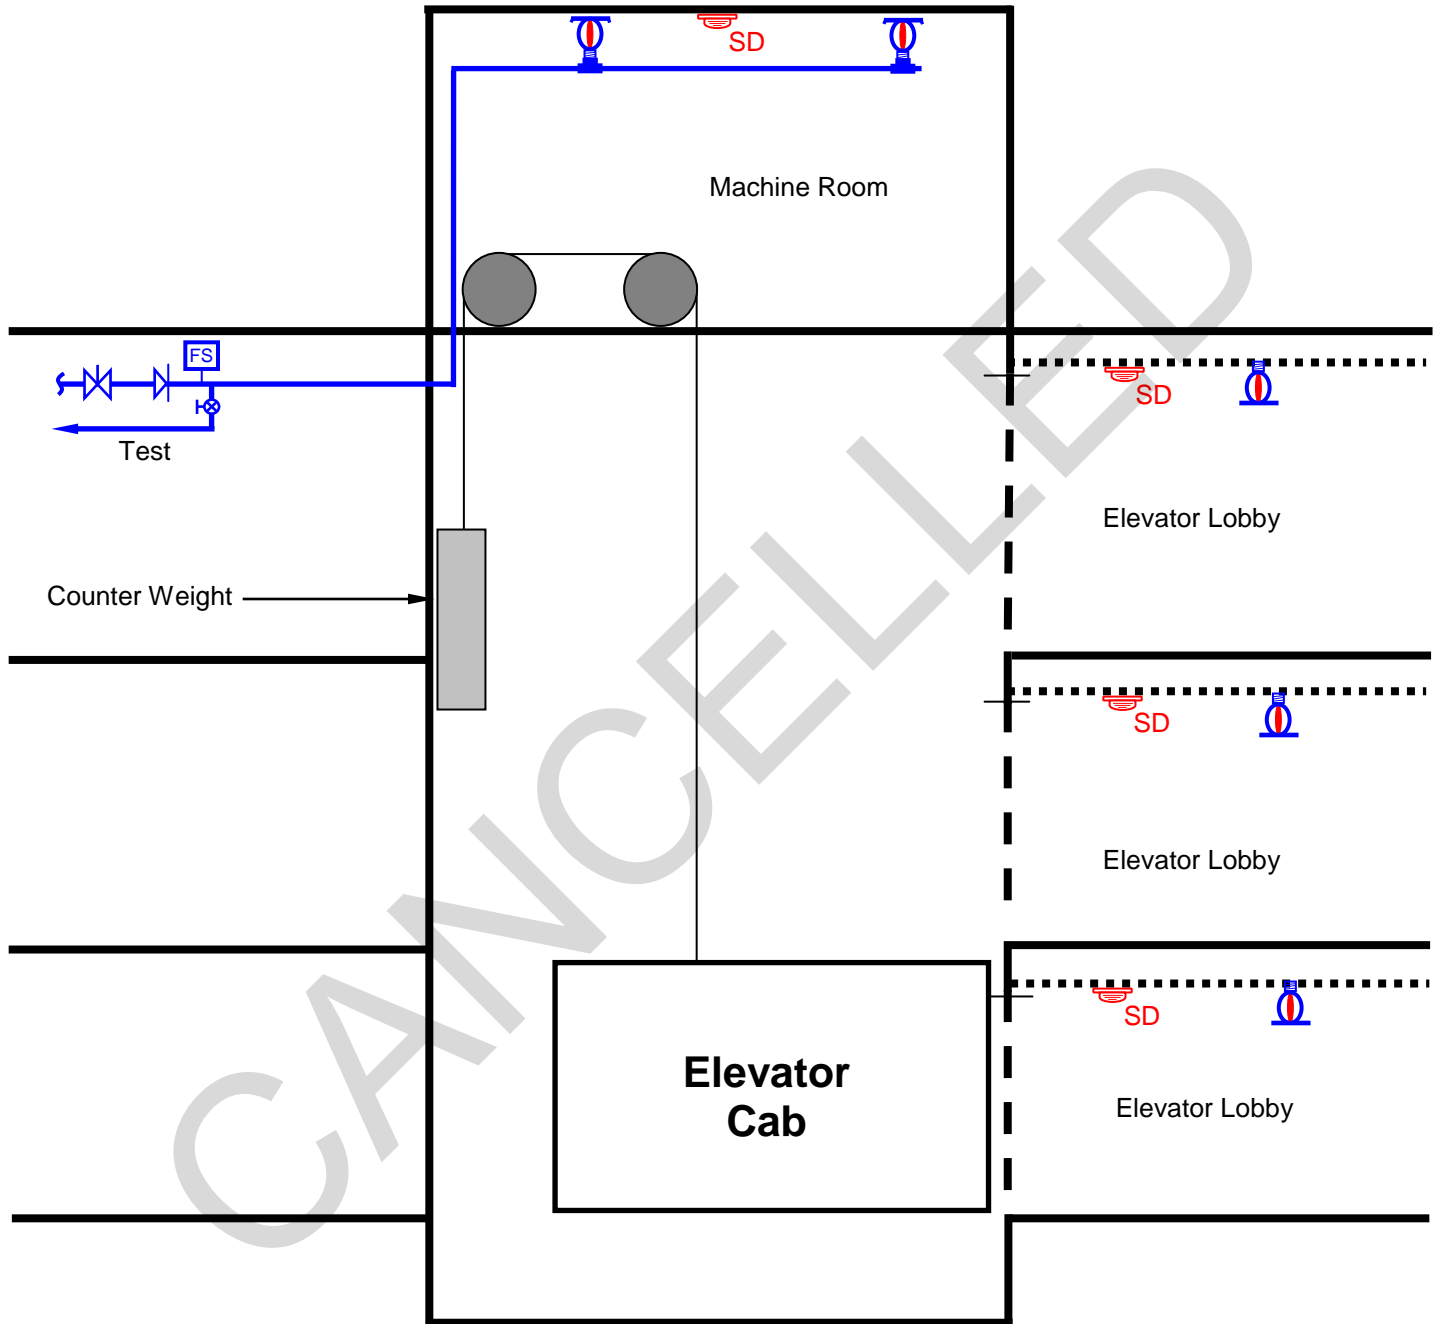 SD
Machine Room
FS
SD
Test
Elevator Lobby
Counter Weight
SD
Elevator Lobby
SD
Elevator
Cab
Elevator Lobby
CANCELLED